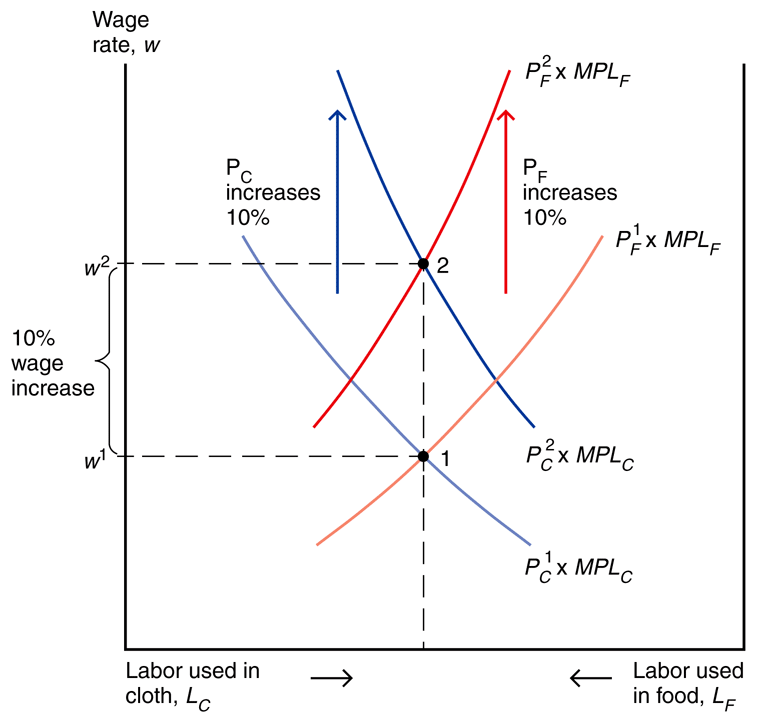 Wage
rate, w
P_F^2 x MPL_F
P_C
increases
10%
P_F
increases
10%
P_F^1 x MPL_F
w^2
2
10%
wage
increase
w^1
1
P_C^2 x MPL_C
P_C^1 x MPL_C
Labor used in
cloth, L_C
Labor used
in food, L_F